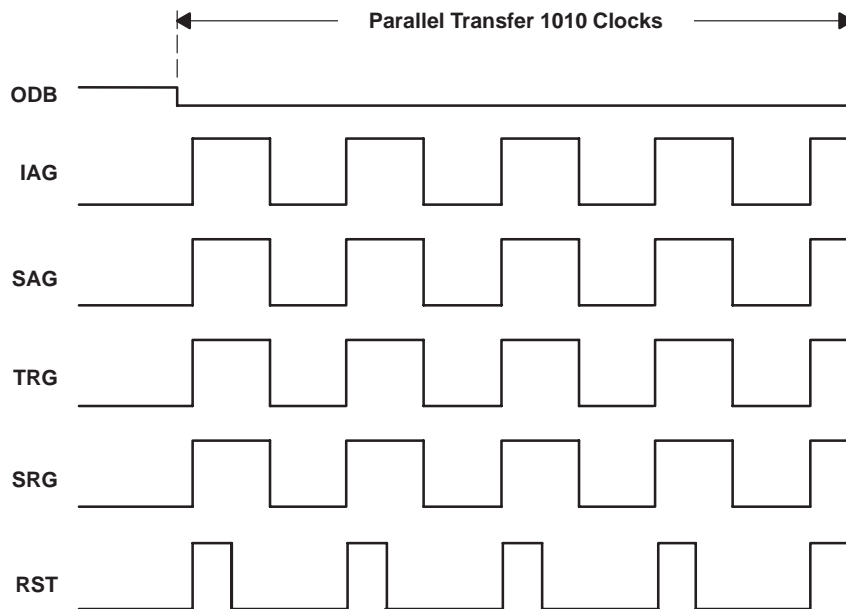 Parallel Transfer 1010 Clocks
ODB
IAG
SAG
TRG
SRG
RST